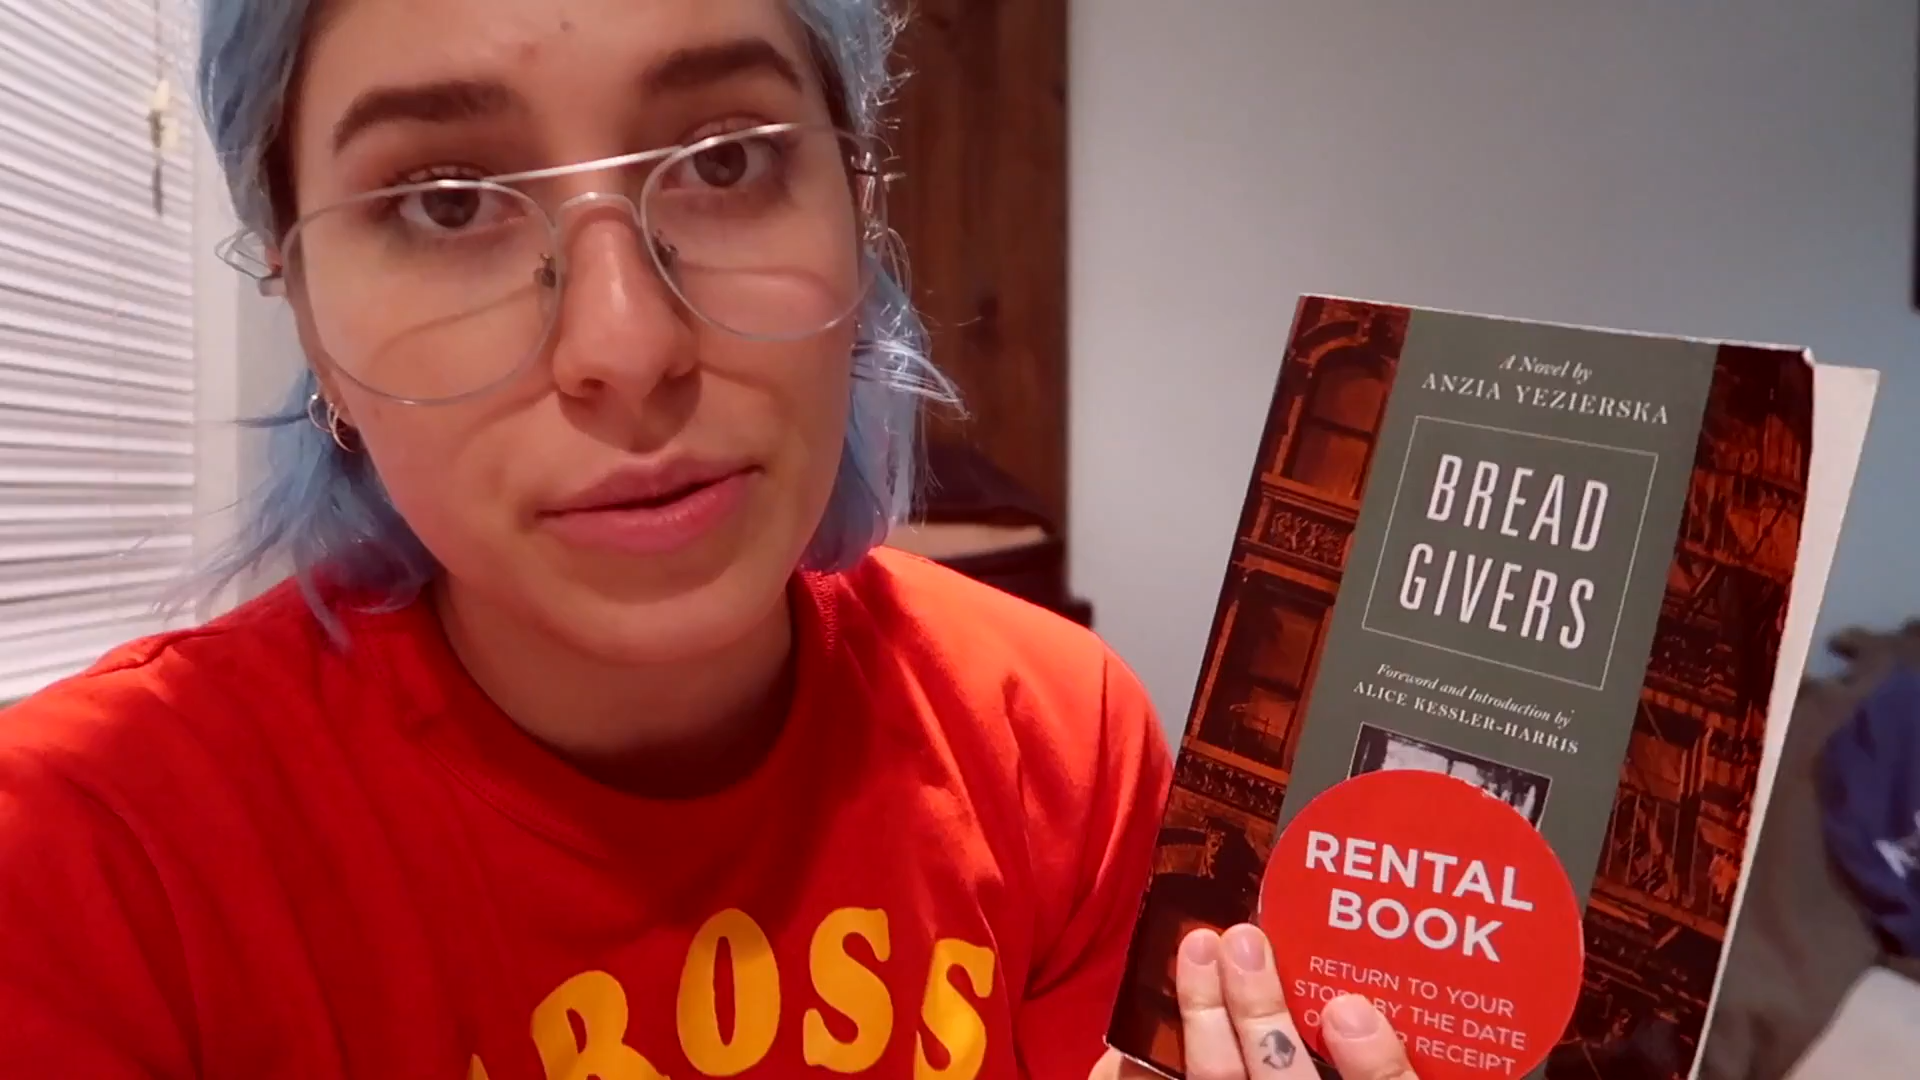 A Novel by
ANZIA YEZIERSKA
BREAD
GIVERS
Foreword and Introduction by
ALICE KESSLER-HARRIS
RENTAL
BOOK
RETURN TO YOUR
BY THE DATE
RECEIPT
ROSS